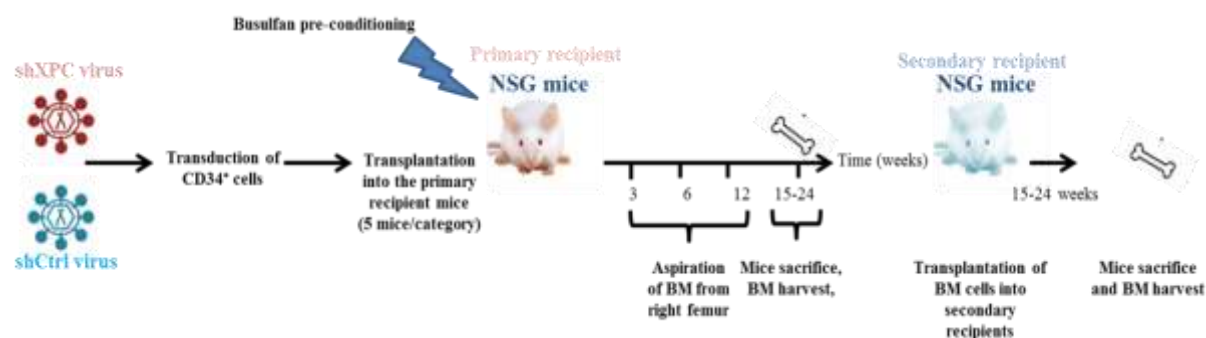 Busulfan pre-conditioning
shXPC virus
Primary recipient
NSG mice
Secondary recipient
NSG mice
Transduction of
CD34⁺ cells
Transplantation
into the primary
recipient mice
(5 mice/category)
Time (weeks)
3
6
12
15-24
15-24 weeks
shCtrl virus
Aspiration
of BM from
right femur
Mice sacrifice,
BM harvest,
Transplantation of
BM cells into
secondary
recipients
Mice sacrifice
and BM harvest